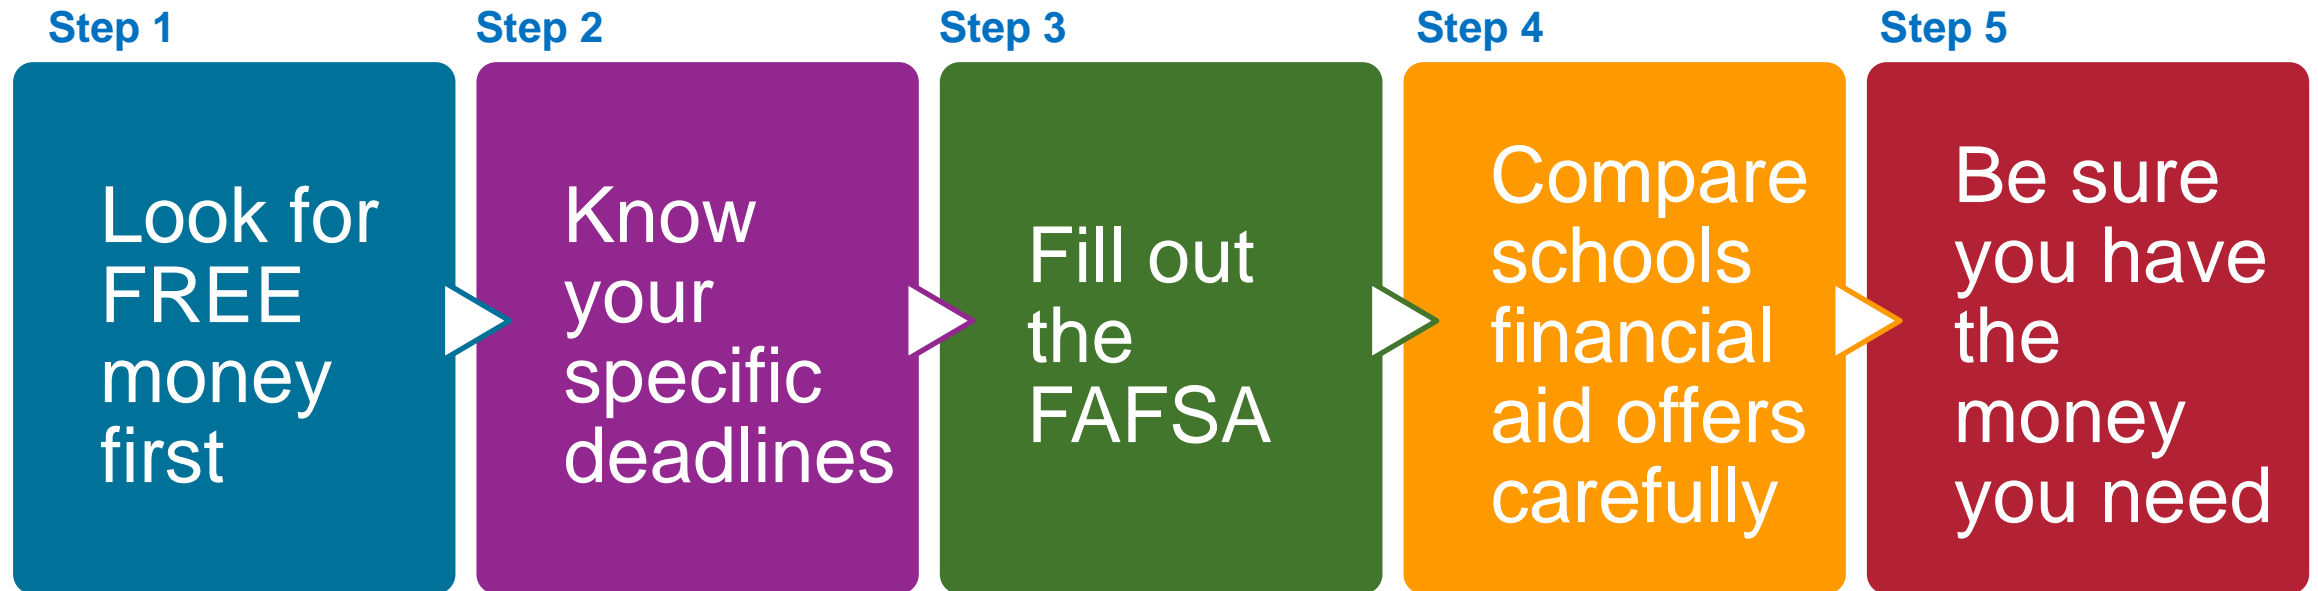 Step 1
Look for
FREE
money
first
Step 2
Know
your
specific
deadlines
Step 3
Fill out
the
FAFSA
Step 4
Compare
schools
financial
aid offers
carefully
Step 5
Be sure
you have
the
money
you need